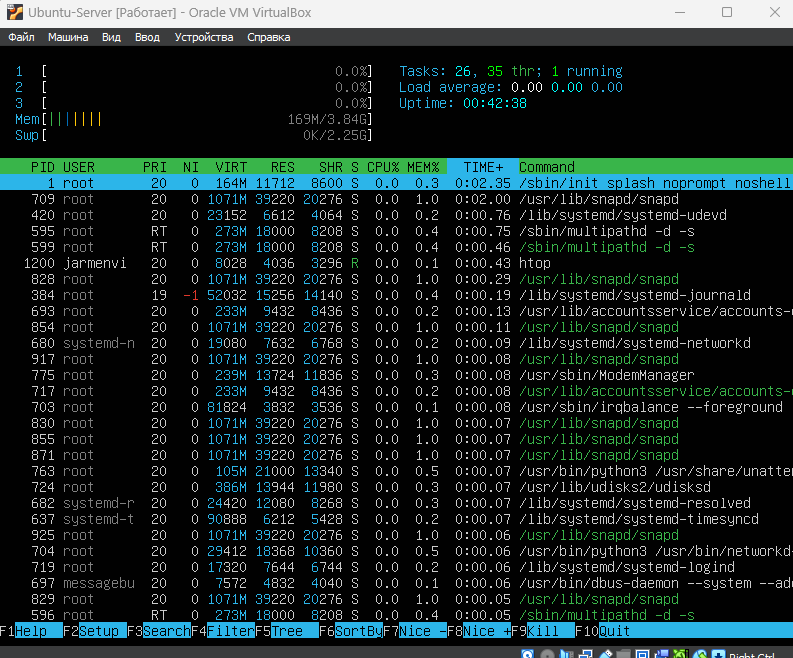 Ubuntu-Server [Работает] - Oracle VM VirtualBox
Файл Машина Вид Ввод Устройства Справка
1 [ 0.0%] Tasks: 26, 35 thr; 1 running
2 [ 0.0%] Load average: 0.00 0.00 0.00
3 [ 0.0%] Uptime: 00:42:38
Mem[||||||| 169M/3.84G]
Swp[ 0K/2.25G]
PID USER PRI NI VIRT RES SHR S CPU% MEM% TIME+ Command
1 root 20 0 164M 11712 8600 S 0.0 0.3 0:02.35 /sbin/init splash noprompt noshell
709 root 20 0 1071M 39220 20276 S 0.0 1.0 0:02.00 /usr/lib/snapd/snapd
420 root 20 0 23152 6612 4064 S 0.0 0.2 0:00.76 /lib/systemd/systemd-udevd
595 root RT 0 273M 18000 8208 S 0.0 0.4 0:00.75 /sbin/multipathd -d -s
599 root RT 0 273M 18000 8208 S 0.0 0.4 0:00.46 /sbin/multipathd -d -s
1200 jarmenvi 20 0 8028 4036 3296 R 0.0 0.1 0:00.43 htop
828 root 20 0 1071M 39220 20276 S 0.0 1.0 0:00.29 /usr/lib/snapd/snapd
384 root 19 -1 52032 15256 14140 S 0.0 0.4 0:00.19 /lib/systemd/systemd-journald
693 root 20 0 233M 9432 8436 S 0.0 0.2 0:00.13 /usr/lib/accountsservice/accounts-
854 root 20 0 1071M 39220 20276 S 0.0 1.0 0:00.11 /usr/lib/snapd/snapd
680 systemd-n 20 0 19080 7632 6768 S 0.0 0.2 0:00.09 /lib/systemd/systemd-networkd
917 root 20 0 1071M 39220 20276 S 0.0 1.0 0:00.08 /usr/lib/snapd/snapd
775 root 20 0 239M 13724 11836 S 0.0 0.3 0:00.08 /usr/sbin/ModemManager
717 root 20 0 233M 9432 8436 S 0.0 0.2 0:00.08 /usr/lib/accountsservice/accounts-
703 root 20 0 81824 3832 3536 S 0.0 0.1 0:00.08 /usr/sbin/irqbalance --foreground
830 root 20 0 1071M 39220 20276 S 0.0 1.0 0:00.07 /usr/lib/snapd/snapd
855 root 20 0 1071M 39220 20276 S 0.0 1.0 0:00.07 /usr/lib/snapd/snapd
871 root 20 0 1071M 39220 20276 S 0.0 1.0 0:00.07 /usr/lib/snapd/snapd
763 root 20 0 105M 21000 13340 S 0.0 0.5 0:00.07 /usr/bin/python3 /usr/share/unatte
724 root 20 0 386M 13944 11980 S 0.0 0.3 0:00.07 /usr/lib/udisks2/udisksd
682 systemd-r 20 0 24420 12080 8268 S 0.0 0.3 0:00.07 /lib/systemd/systemd-resolved
637 systemd-t 20 0 90888 6212 5428 S 0.0 0.2 0:00.07 /lib/systemd/systemd-timesyncd
925 root 20 0 1071M 39220 20276 S 0.0 1.0 0:00.06 /usr/lib/snapd/snapd
704 root 20 0 29412 18368 10360 S 0.0 0.5 0:00.06 /usr/bin/python3 /usr/bin/networkd-
719 root 20 0 17320 7644 6744 S 0.0 0.2 0:00.06 /lib/systemd/systemd-logind
697 messagebu 20 0 7572 4832 4040 S 0.0 0.1 0:00.06 /usr/bin/dbus-daemon --system --add
829 root 20 0 1071M 39220 20276 S 0.0 1.0 0:00.05 /usr/lib/snapd/snapd
596 root RT 0 273M 18000 8208 S 0.0 0.4 0:00.05 /sbin/multipathd -d -s
F1Help F2Setup F3SearchF4FilterF5Tree F6SortByF7Nice -F8Nice +F9Kill F10Quit
Right Ctrl